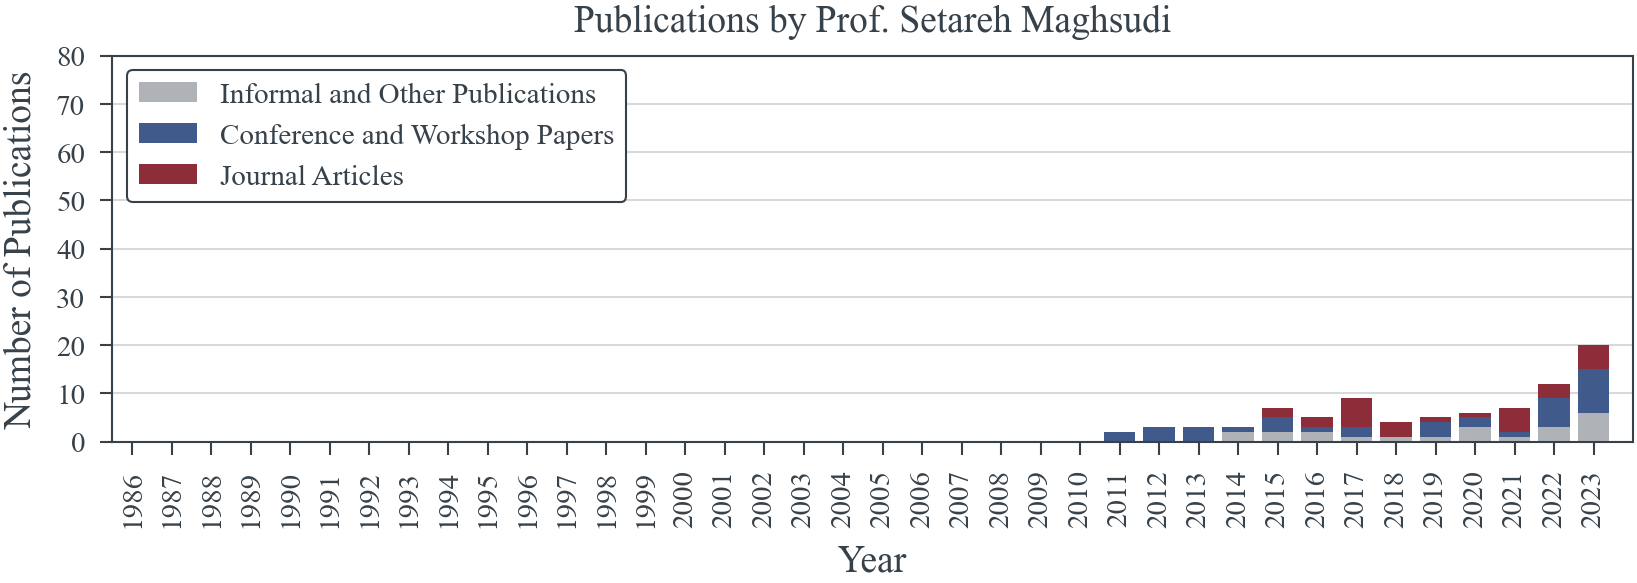 Publications by Prof. Setareh Maghsudi
Number of Publications
80
70
60
50
40
30
20
10
0
Informal and Other Publications
Conference and Workshop Papers
Journal Articles
1986 1987 1988 1989 1990 1991 1992 1993 1994 1995 1996 1997 1998 1999 2000 2001 2002 2003 2004 2005 2006 2007 2008 2009 2010 2011 2012 2013 2014 2015 2016 2017 2018 2019 2020 2021 2022 2023
Year